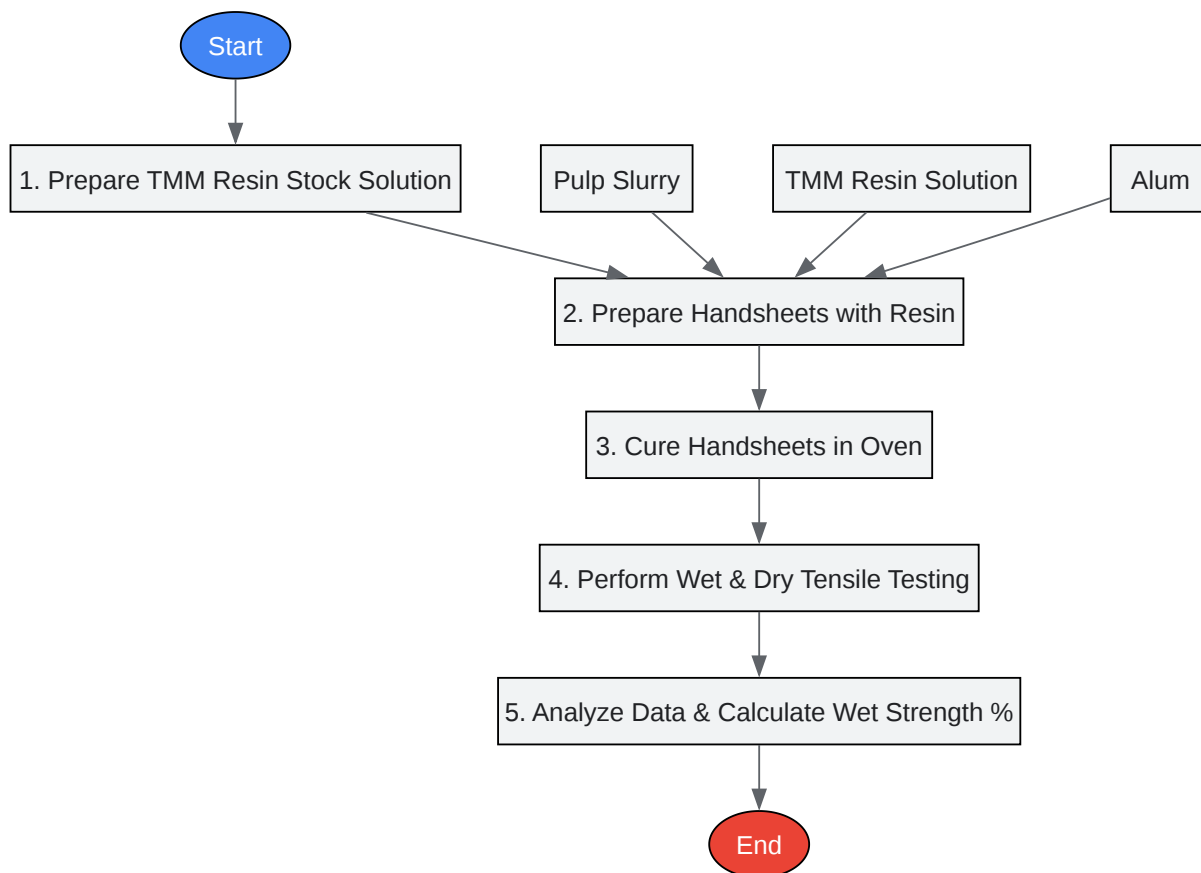 Start
1. Prepare TMM Resin Stock Solution
Pulp Slurry
TMM Resin Solution
Alum
2. Prepare Handsheets with Resin
3. Cure Handsheets in Oven
4. Perform Wet & Dry Tensile Testing
5. Analyze Data & Calculate Wet Strength %
End